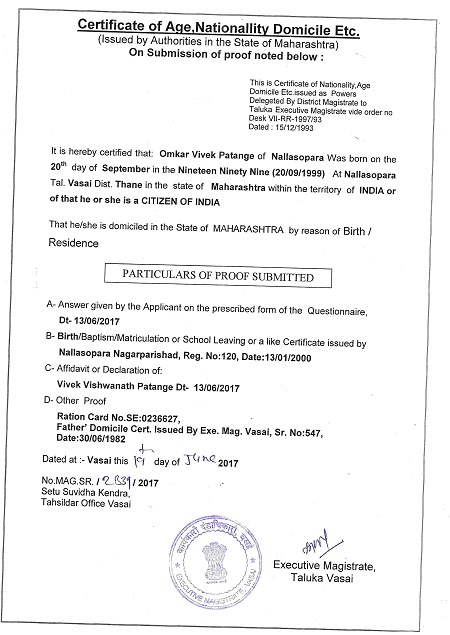 Certificate of Age,Nationallity Domicile Etc.
(Issued by Authorities in the State of Maharashtra)
On Submission of proof noted below :
This is Certificate of Nationality,Age
Domicile Etc.issued as Powers
Delegeted By District Magistrate to
Taluka Executive Magistrate vide order no
Desk VII-RR-1997/93
Dated : 15/12/1993
It is hereby certified that: Omkar Vivek Patange of Nallasopara Was born on the
20th day of September in the Nineteen Ninety Nine (20/09/1999) At Nallasopara
Tal. Vasai Dist. Thane in the state of Maharashtra within the territory of INDIA or
of that he or she is a CITIZEN OF INDIA
That he/she is domiciled in the State of MAHARASHTRA by reason of Birth /
Residence
PARTICULARS OF PROOF SUBMITTED
A- Answer given by the Applicant on the prescribed form of the Questionnaire,
Dt- 13/06/2017
B- Birth/Baptism/Matriculation or School Leaving or a like Certificate issued by
Nallasopara Nagarparishad, Reg. No:120, Date:13/01/2000
C- Affidavit or Declaration of:
Vivek Vishwanath Patange Dt- 13/06/2017
D- Other Proof
Ration Card No.SE:0236627,
Father' Domicile Cert. Issued By Exe. Mag. Vasai, Sr. No:547,
Date:30/06/1982
Dated at :- Vasai this 19 day of June 2017
No.MAG.SR. / 2339/ 2017
Setu Suvidha Kendra,
Tahsildar Office Vasai
कार्यकारी दंडाधिकारी, वसई
EXECUTIVE MAGISTRATE, VASAI
Executive Magistrate,
Taluka Vasai